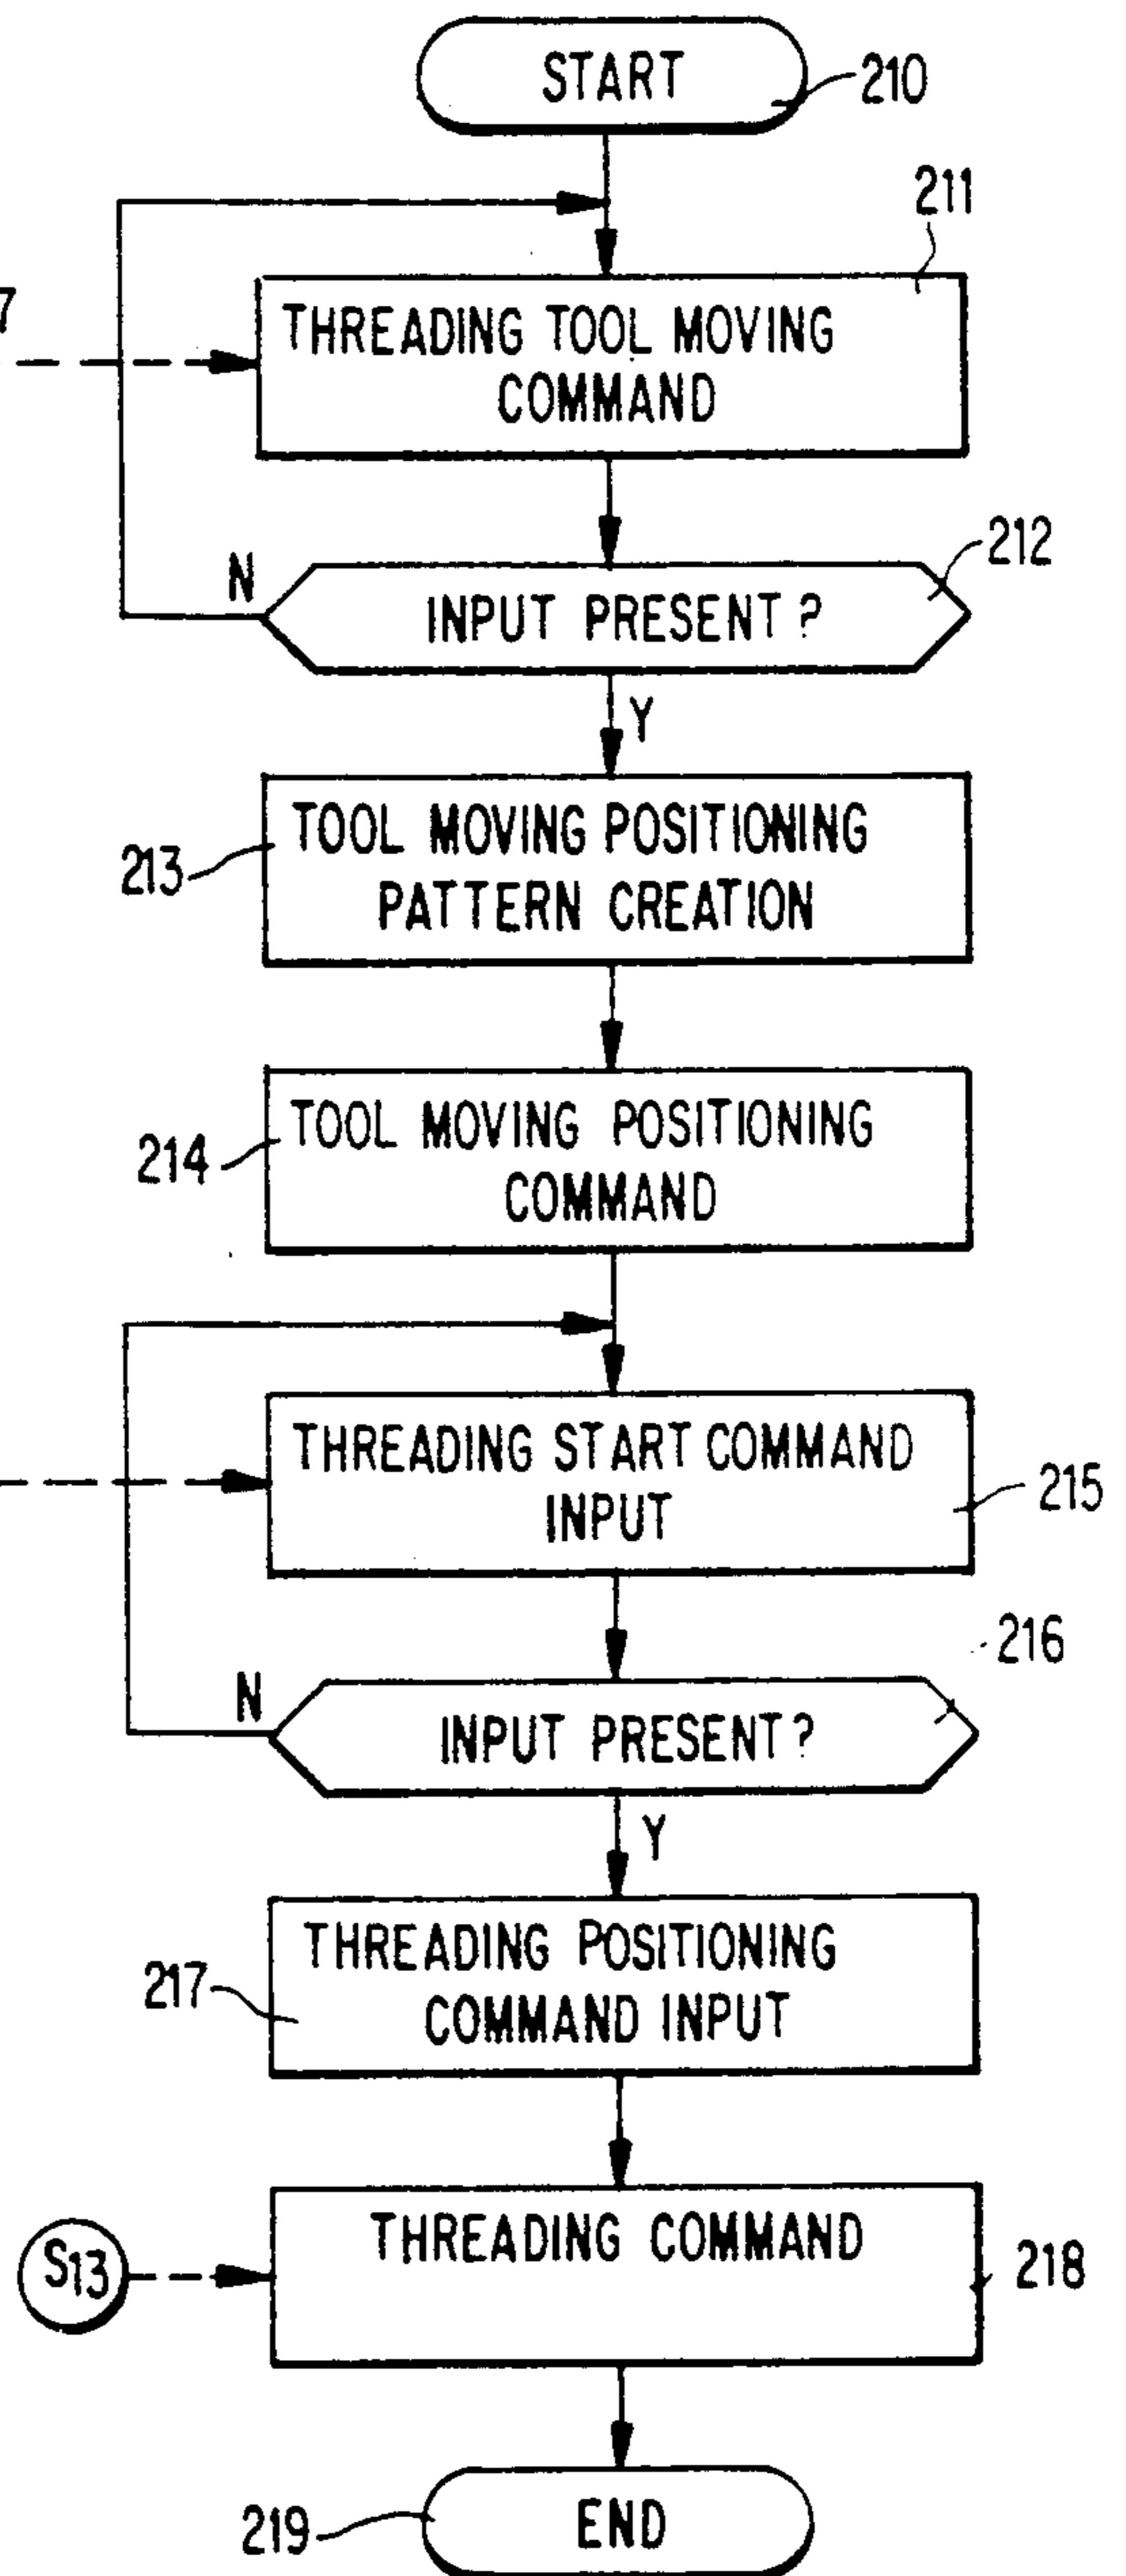 START
210
211
7
THREADING TOOL MOVING
COMMAND
212
N
INPUT PRESENT?
Y
TOOL MOVING POSITIONING
PATTERN CREATION
213
TOOL MOVING POSITIONING
COMMAND
214
THREADING START COMMAND
INPUT
215
216
N
INPUT PRESENT?
Y
THREADING POSITIONING
COMMAND INPUT
217
THREADING COMMAND
S13
218
END
219